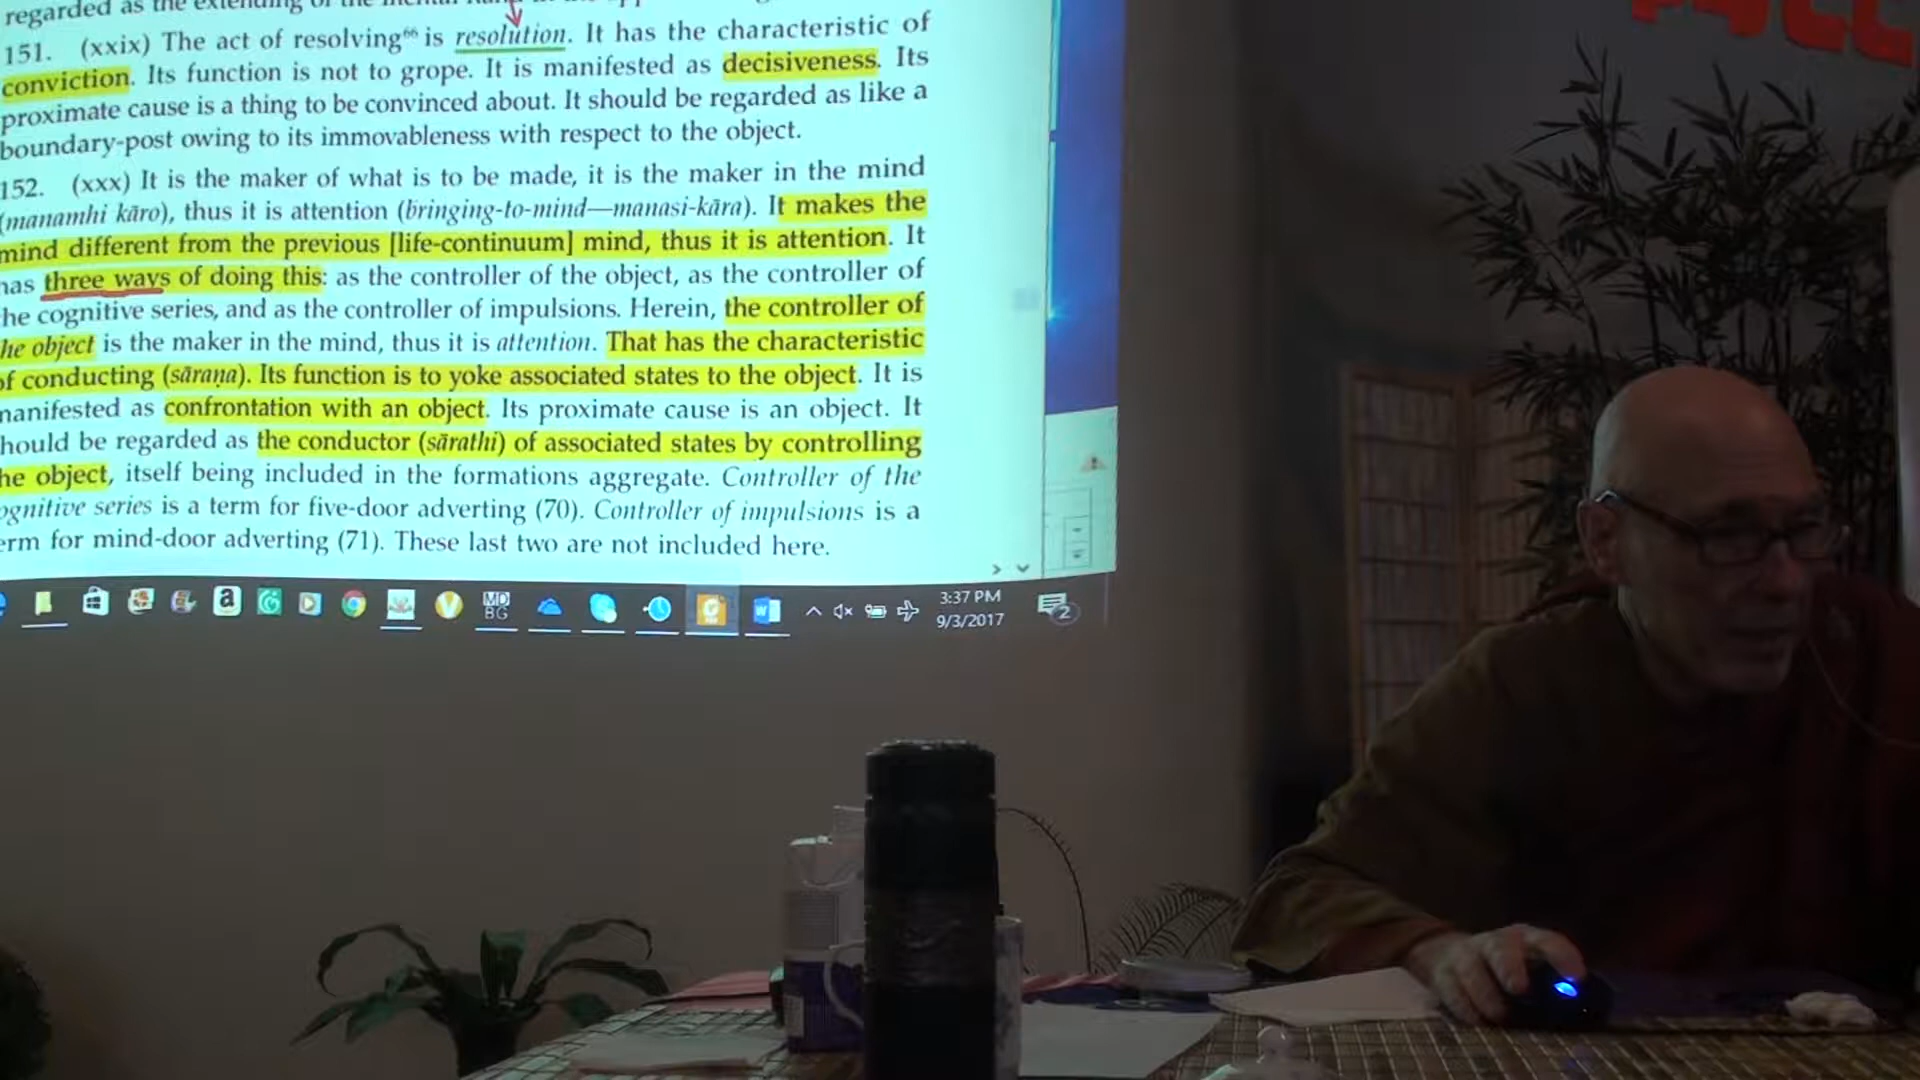 regarded as the extending of the mental
151. (xxix) The act of resolving⁶⁶ is resolution. It has the characteristic of
conviction. Its function is not to grope. It is manifested as decisiveness. Its
proximate cause is a thing to be convinced about. It should be regarded as like a
boundary-post owing to its immovableness with respect to the object.
152. (xxx) It is the maker of what is to be made, it is the maker in the mind
(manamhi kāro), thus it is attention (bringing-to-mind—manasi-kāra). It makes the
mind different from the previous [life-continuum] mind, thus it is attention. It
has three ways of doing this: as the controller of the object, as the controller of
he cognitive series, and as the controller of impulsions. Herein, the controller of
he object is the maker in the mind, thus it is attention. That has the characteristic
of conducting (sāraṇa). Its function is to yoke associated states to the object. It is
manifested as confrontation with an object. Its proximate cause is an object. It
hould be regarded as the conductor (sārathi) of associated states by controlling
he object, itself being included in the formations aggregate. Controller of the
ognitive series is a term for five-door adverting (70). Controller of impulsions is a
erm for mind-door adverting (71). These last two are not included here.
a
MD
BG
3:37 PM
9/3/2017
2